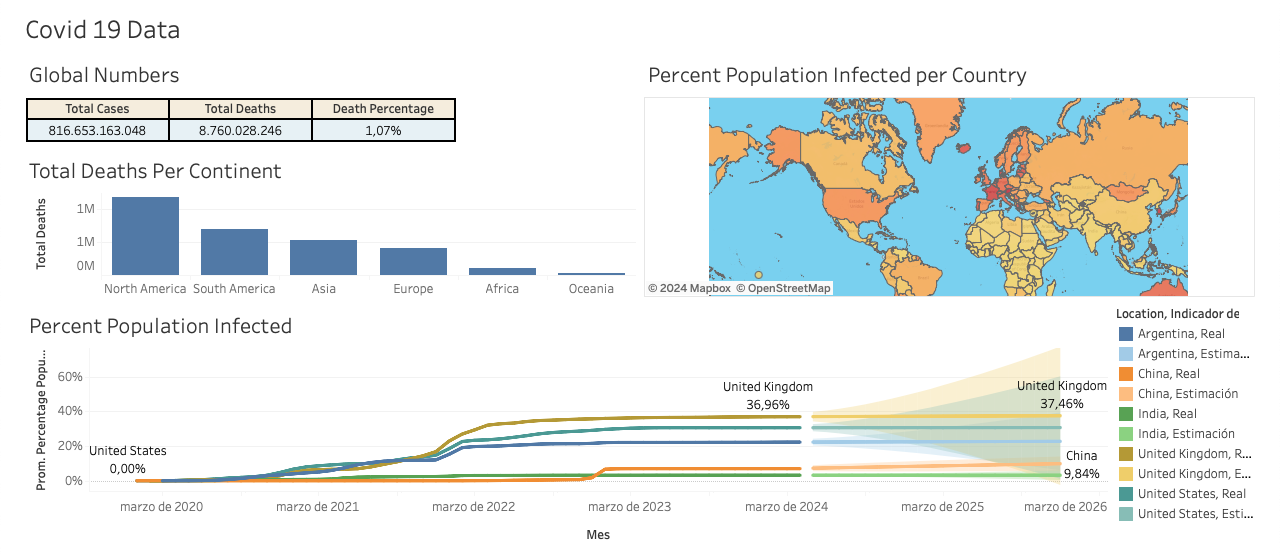 Covid 19 Data
Global Numbers
Total Cases Total Deaths Death Percentage
816.653.163.048 8.760.028.246 1,07%
Total Deaths Per Continent
Total Deaths
1M
1M
0M
North America South America Asia Europe Africa Oceania
Percent Population Infected per Country
© 2024 Mapbox © OpenStreetMap
Percent Population Infected
Prom. Percentage Popu...
60%
40%
20%
0%
United States
0,00%
United Kingdom
36,96%
United Kingdom
37,46%
China
9,84%
marzo de 2020 marzo de 2021 marzo de 2022 marzo de 2023 marzo de 2024 marzo de 2025 marzo de 2026
Mes
Location, Indicador de
Argentina, Real
Argentina, Estima...
China, Real
China, Estimación
India, Real
India, Estimación
United Kingdom, R...
United Kingdom, E...
United States, Real
United States, Esti...